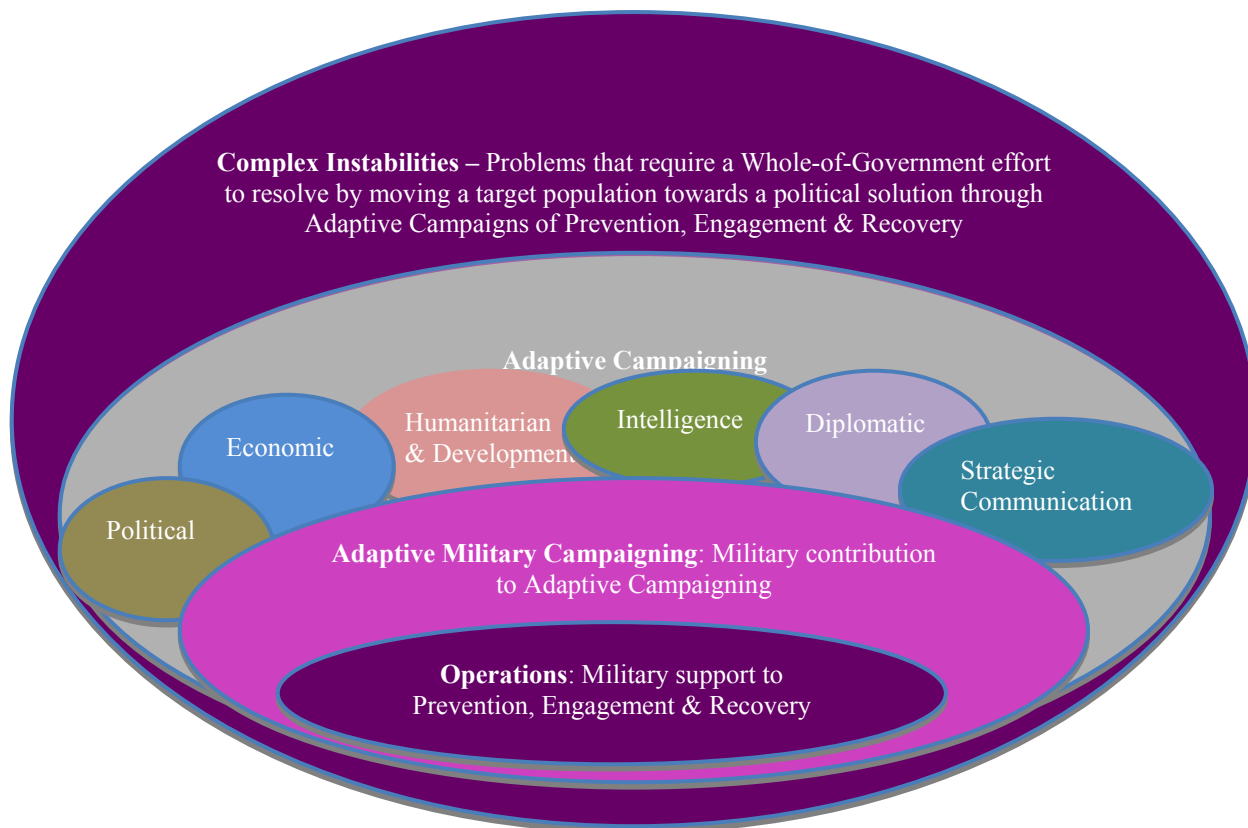 Complex Instabilities – Problems that require a Whole-of-Government effort
to resolve by moving a target population towards a political solution through
Adaptive Campaigns of Prevention, Engagement & Recovery
Adaptive Campaigning
Political
Economic
Humanitarian
& Development
Intelligence
Diplomatic
Strategic
Communication
Adaptive Military Campaigning: Military contribution
to Adaptive Campaigning
Operations: Military support to
Prevention, Engagement & Recovery